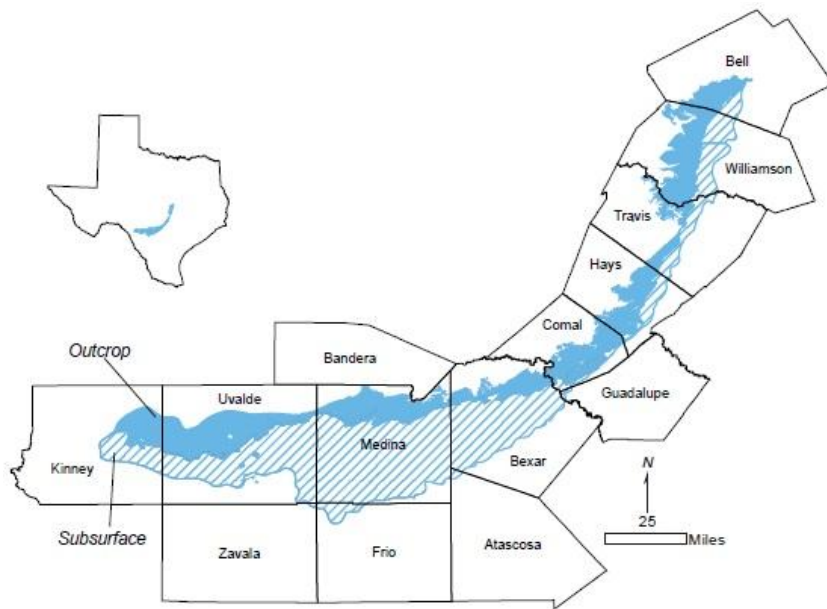 Bell
Williamson
Travis
Hays
Comal
Bandera
Outcrop
Uvalde
Guadalupe
Medina
Kinney
Bexar
N
25
Miles
Subsurface
Zavala
Frio
Atascosa